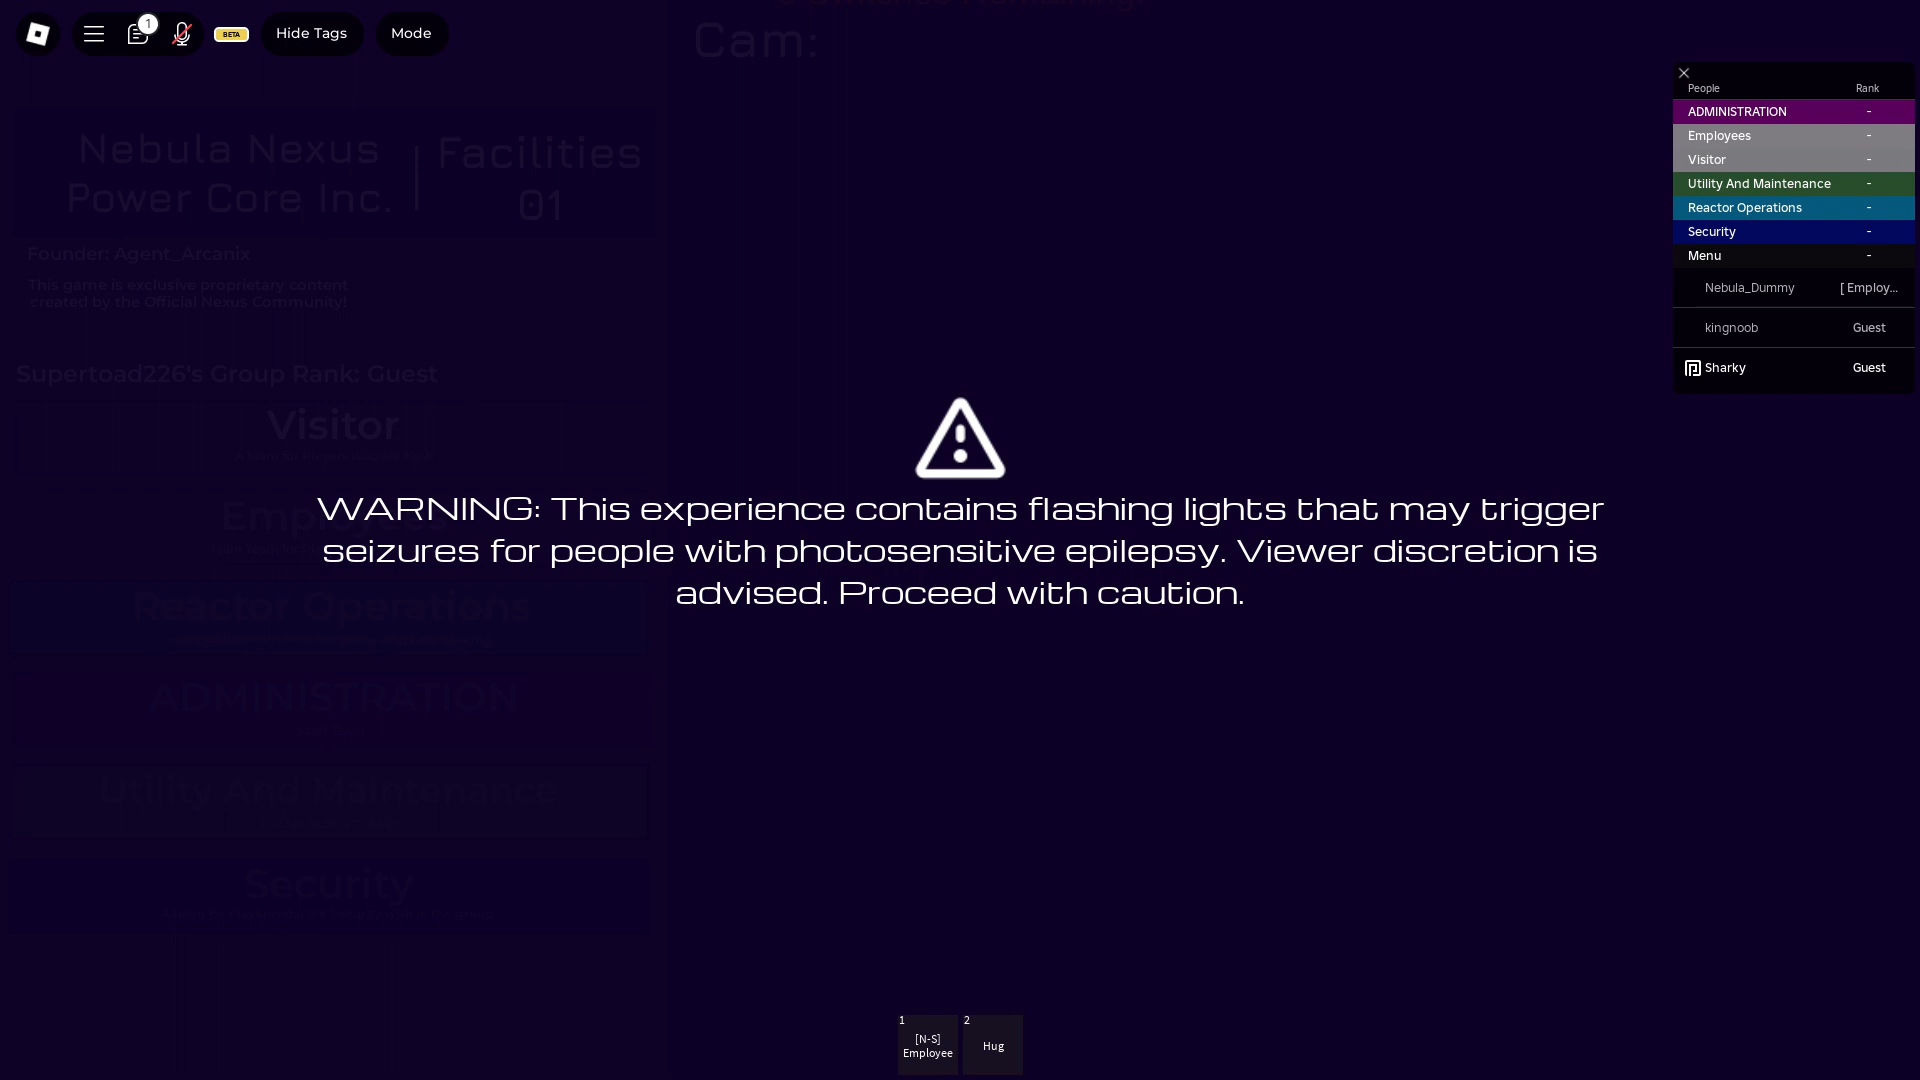 1
BETA
Hide Tags
Mode
Cam:
Nebula Nexus
Power Core Inc.
Facilities
01
Founder: Agent_Arcanix
This game is exclusive proprietary content
created by the Official Nexus Community!
Supertoad226's Group Rank: Guest
Visitor
Reactor Operations
ADMINISTRATION
Utility And Maintenance
Security
WARNING: This experience contains flashing lights that may trigger
seizures for people with photosensitive epilepsy. Viewer discretion is
advised. Proceed with caution.
People Rank
ADMINISTRATION -
Employees -
Visitor -
Utility And Maintenance -
Reactor Operations -
Security -
Menu -
Nebula_Dummy [ Employ...
kingnoob Guest
Sharky Guest
1
[N-S]
Employee
2
Hug